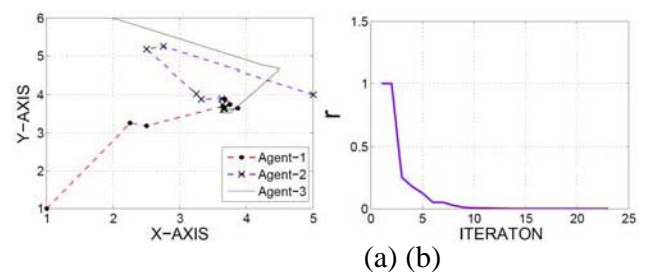 6
5
4
3
2
1
1 2 3 4 5
Y-AXIS
X-AXIS
Agent-1
Agent-2
Agent-3
1.5
1
0.5
0
0 5 10 15 20 25
r
ITERATON
(a) (b)